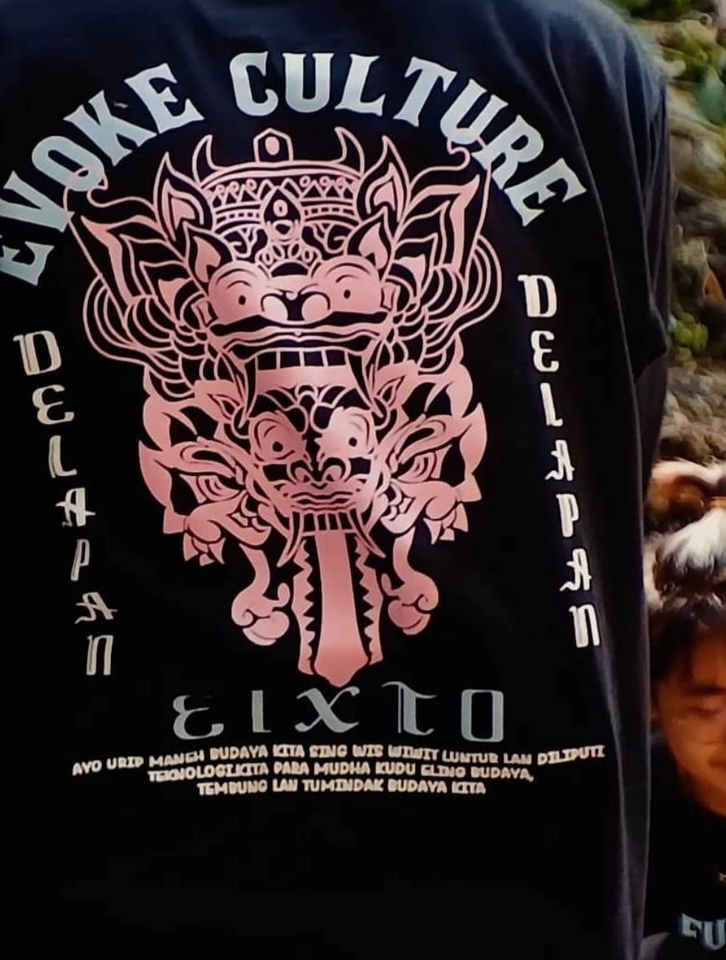 EVOKE CULTURE
DELAPAN
DELAPAN
EIXTO
AYO URIP MANEH BUDAYA KITA SING WIS WIWIT LUNTUR LAN DILIPUTI
TEKNOLOGI.KITA PARA MUDHA KUDU ELING BUDAYA,
TEMBUNG LAN TUMINDAK BUDAYA KITA
FU